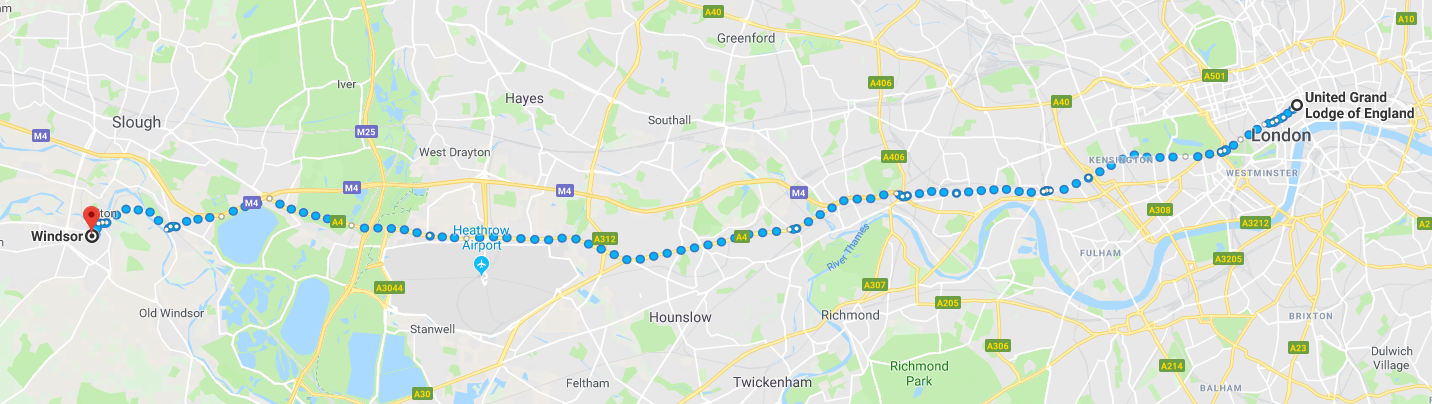 am
A40
A10
Greenford
A501
Iver
A406
Hayes
A40
United Grand
Lodge of England
Slough
Southall
M4
M25
London
West Drayton
A406
KENSINGTON
WESTMINSTER
M4
M4
M4
M4
A308
ton
A4
A3212
A2
Windsor
Heathrow
Airport
A312
A4
River Thames
FULHAM
A3205
A3044
A307
A205
Old Windsor
Stanwell
Hounslow
Richmond
BRIXTON
A306
A23
Dulwich
Village
Richmond
Park
A214
Feltham
Twickenham
BALHAM
A30